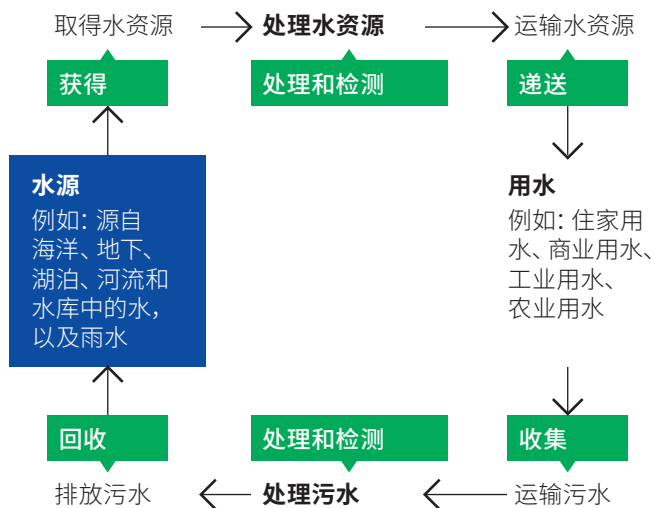 取得水资源
处理水资源
运输水资源
获得
处理和检测
递送
水源
例如：源自
海洋、地下、
湖泊、河流和
水库中的水，
以及雨水
用水
例如：住家用
水、商业用水、
工业用水、
农业用水
回收
处理和检测
收集
排放污水
处理污水
运输污水